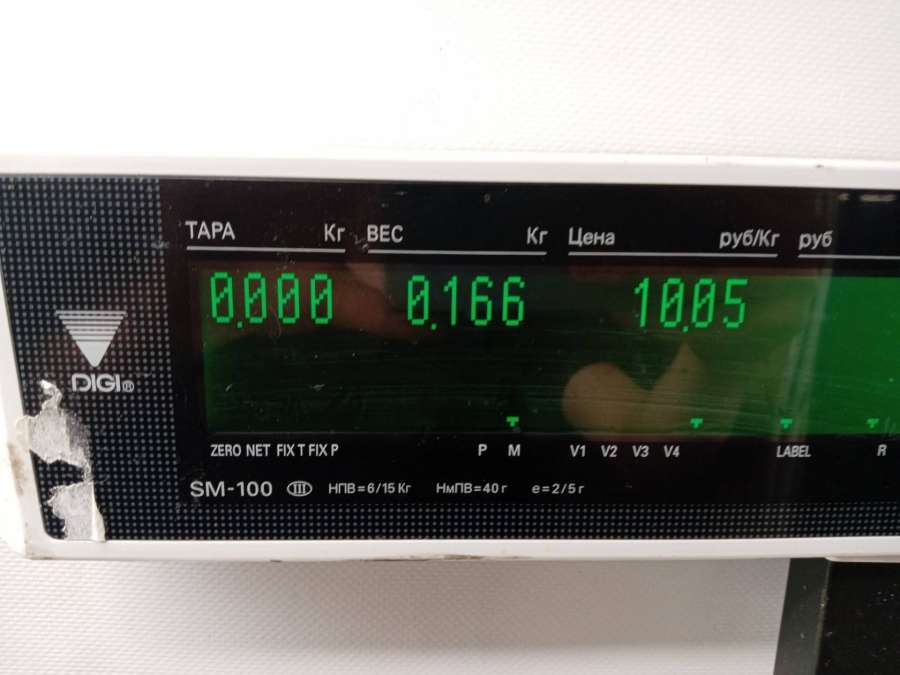 ТАРА Кг ВЕС Кг Цена руб/Кг руб
0.000 0.166 10.05
DIGI®
ZERO NET FIX T FIX P P M V1 V2 V3 V4 LABEL R
SM-100 III НПВ=6/15 Кг НмПВ=40 г e=2/5 г